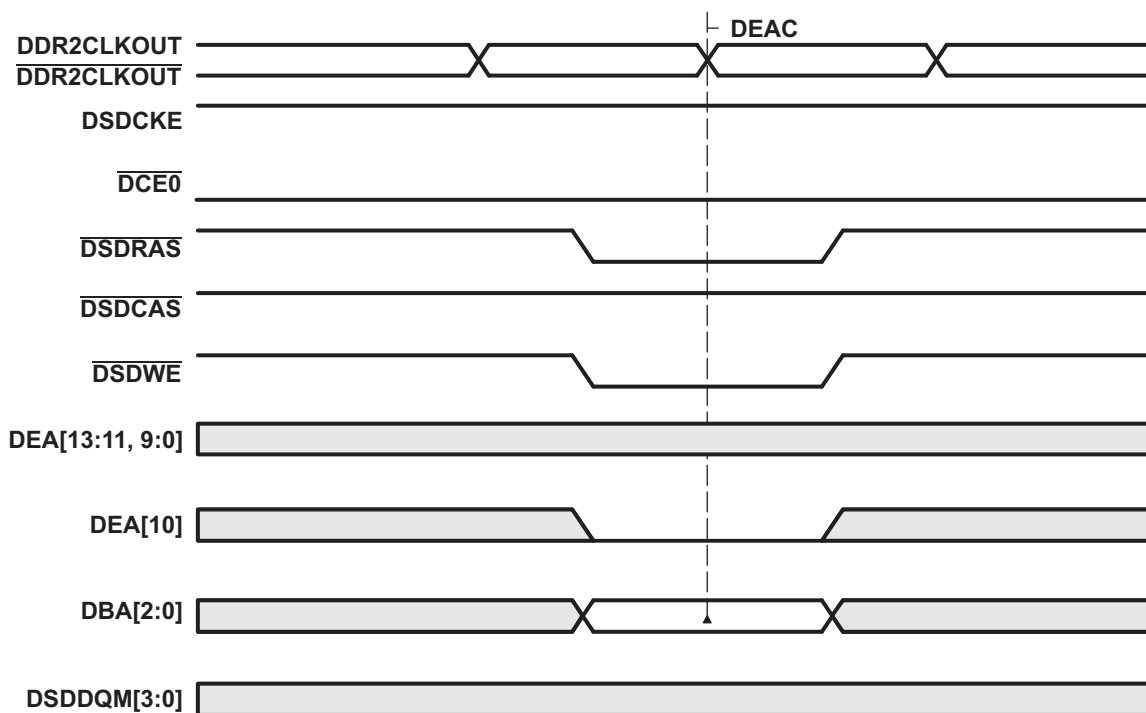 DEAC
DDR2CLKOUT
DDR2CLKOUT
DSDCKE
DCE0
DSDRAS
DSDCAS
DSDWE
DEA[13:11, 9:0]
DEA[10]
DBA[2:0]
DSDDQM[3:0]